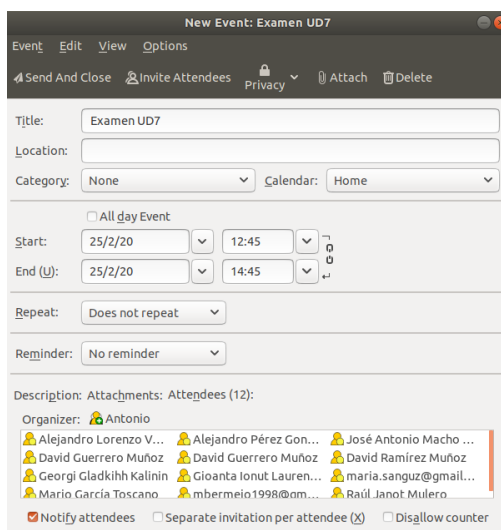 New Event: Examen UD7
Event Edit View Options
Send And Close Invite Attendees Privacy Attach Delete
Title: Examen UD7
Location:
Category: None Calendar: Home
All day Event
Start: 25/2/20 12:45
End (U): 25/2/20 14:45
Repeat: Does not repeat
Reminder: No reminder
Description: Attachments: Attendees (12):
Organizer: Antonio
Alejandro Lorenzo V... Alejandro Pérez Gon... José Antonio Macho ...
David Guerrero Muñoz David Guerrero Muñoz David Ramírez Muñoz
Georgi Gladkihh Kalinin Gioanta Ionut Lauren... maria.sanguz@gmail...
Mario García Toscano mbermejo1998@gm... Raúl Janot Mulero
Notify attendees Separate invitation per attendee (X) Disallow counter